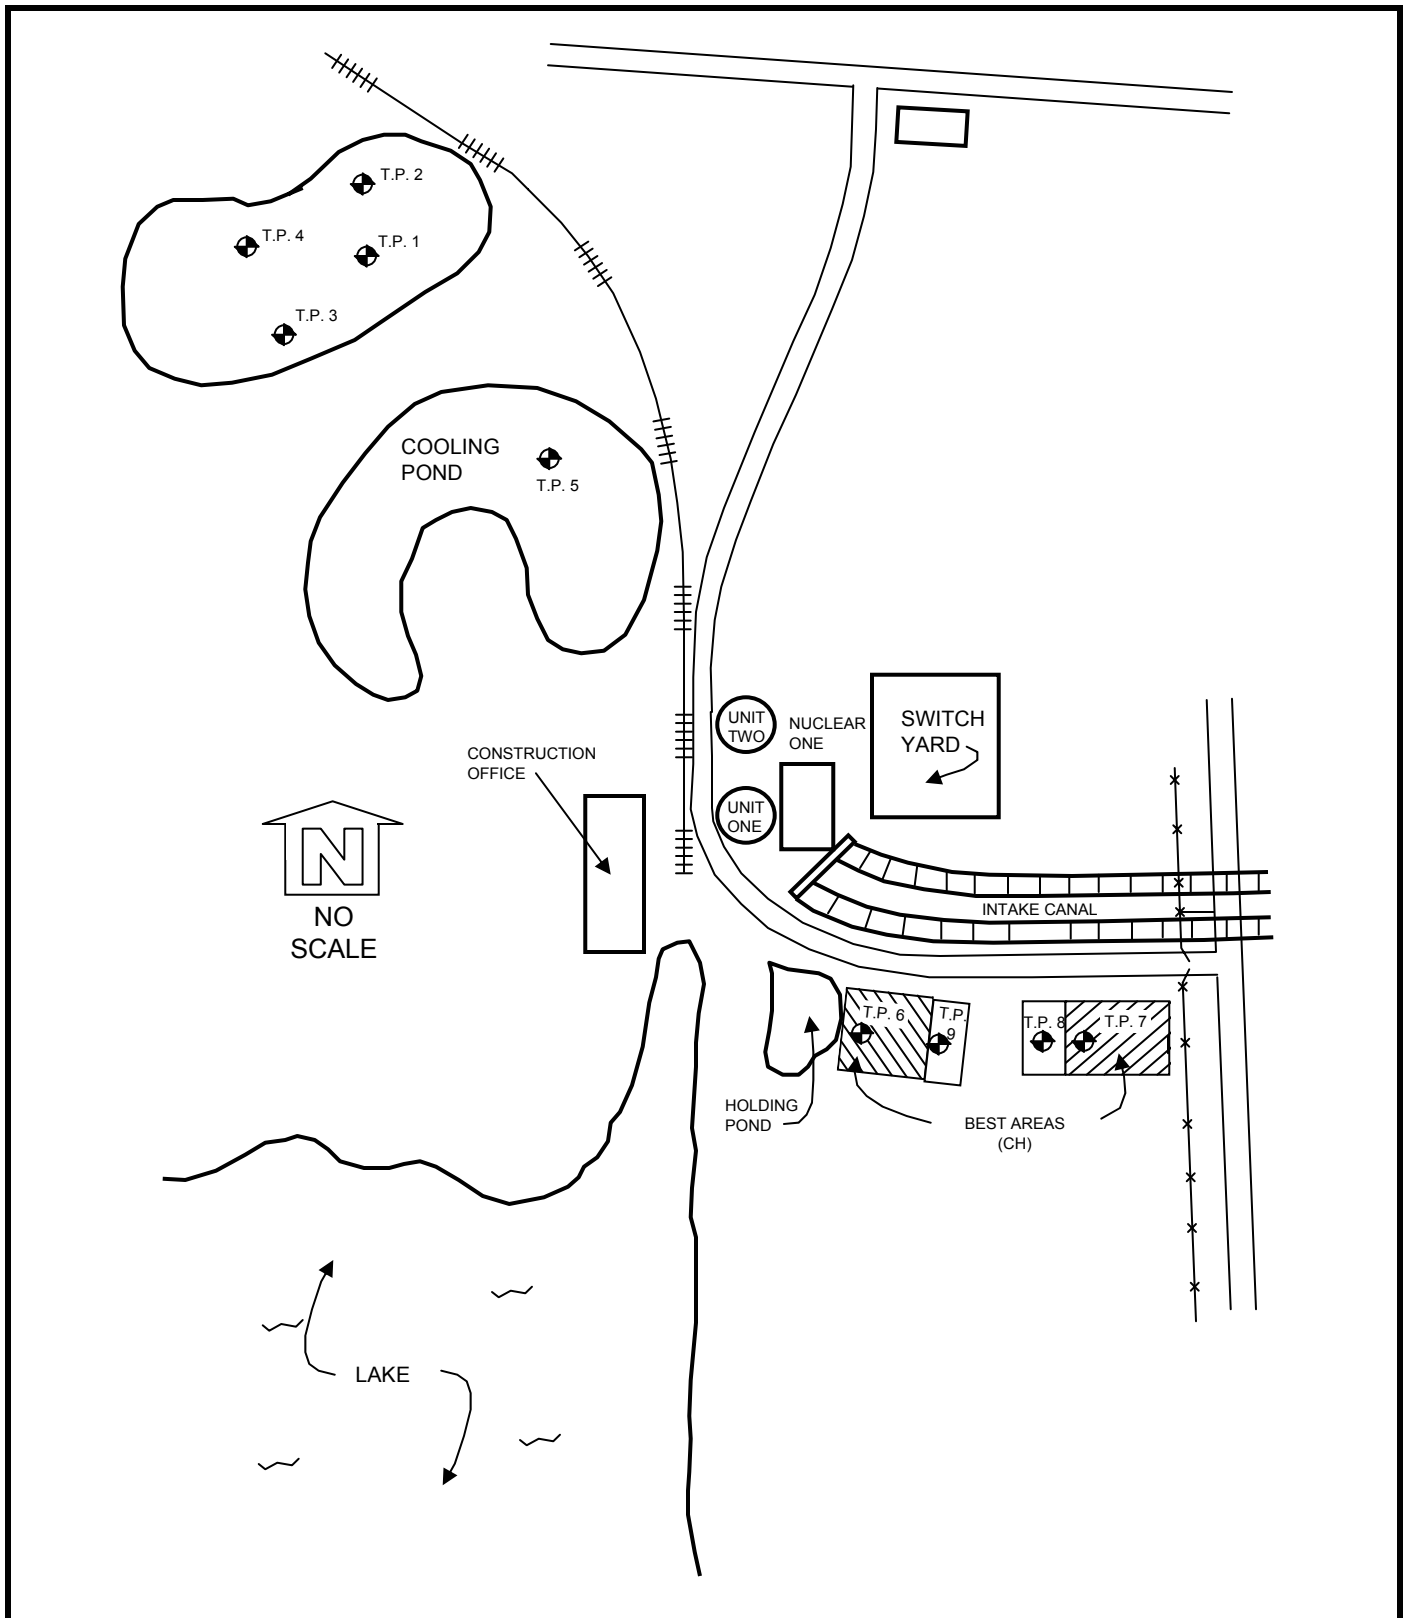 T.P. 2
T.P. 4
T.P. 1
T.P. 3
COOLING
POND
T.P. 5
UNIT
TWO
NUCLEAR
ONE
SWITCH
YARD
CONSTRUCTION
OFFICE
UNIT
ONE
N
NO
SCALE
INTAKE CANAL
T.P. 6
T.P.
9
T.P. 8
T.P. 7
HOLDING
POND
BEST AREAS
(CH)
LAKE